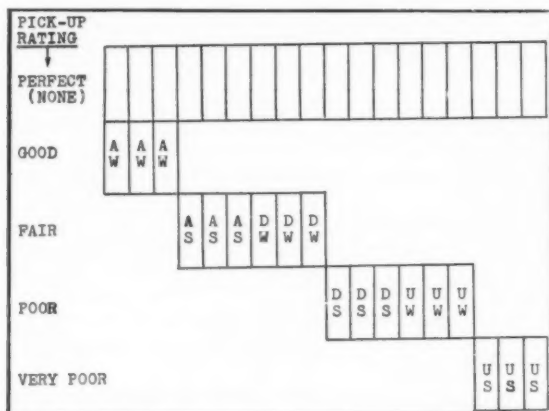 PICK-UP
RATING
PERFECT
(NONE)
GOOD
A A A
W W W
FAIR
A A A D D D
S S S W W W
POOR
D D D U U U
S S S W W W
VERY POOR
U U U
S S S